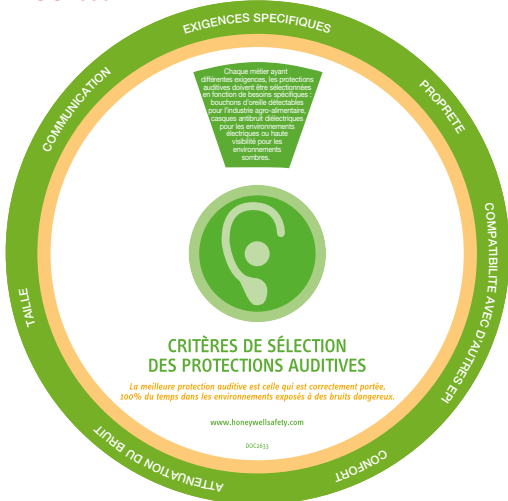 EXIGENCES SPECIFIQUES
PROPRETE
COMPATIBILITE AVEC D'AUTRES EPI
CONFORT
ATTENUATION DU BRUIT
TAILLE
COMMUNICATION
Chaque métier ayant
différentes exigences, les protections
auditives doivent être sélectionnées
en fonction de besoins spécifiques :
bouchons d'oreille détectables
pour l'industrie agro-alimentaire,
casques antibruit diélectriques
pour les environnements
électriques ou haute
visibilité pour les
environnements
sombres.
CRITÈRES DE SÉLECTION
DES PROTECTIONS AUDITIVES
La meilleure protection auditive est celle qui est correctement portée,
100% du temps dans les environnements exposés à des bruits dangereux.
www.honeywellsafety.com
DOC2633